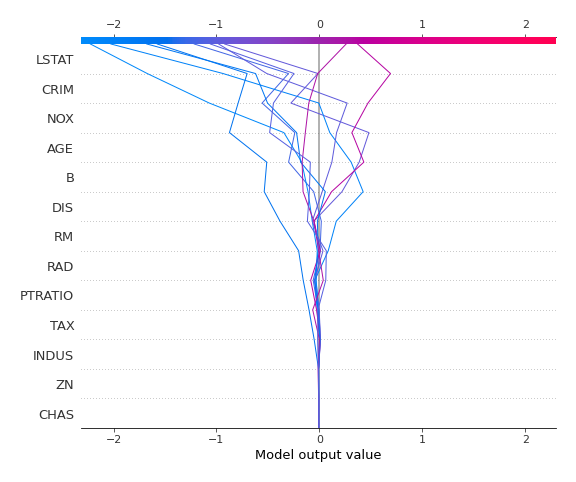 −2 −1 0 1 2
LSTAT
CRIM
NOX
AGE
B
DIS
RM
RAD
PTRATIO
TAX
INDUS
ZN
CHAS
−2 −1 0 1 2
Model output value